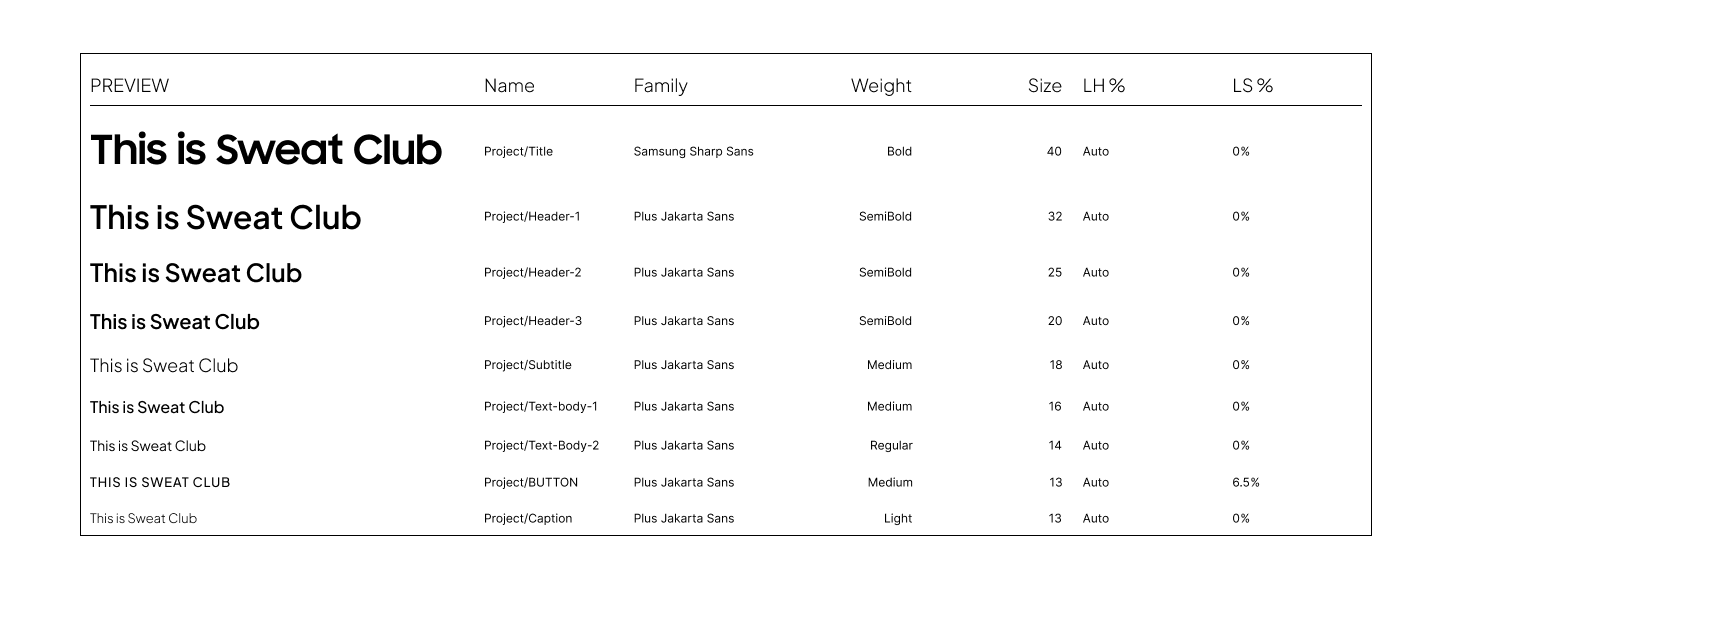 PREVIEW Name Family Weight Size LH % LS %
This is Sweat Club Project/Title Samsung Sharp Sans Bold 40 Auto 0%
This is Sweat Club Project/Header-1 Plus Jakarta Sans SemiBold 32 Auto 0%
This is Sweat Club Project/Header-2 Plus Jakarta Sans SemiBold 25 Auto 0%
This is Sweat Club Project/Header-3 Plus Jakarta Sans SemiBold 20 Auto 0%
This is Sweat Club Project/Subtitle Plus Jakarta Sans Medium 18 Auto 0%
This is Sweat Club Project/Text-body-1 Plus Jakarta Sans Medium 16 Auto 0%
This is Sweat Club Project/Text-Body-2 Plus Jakarta Sans Regular 14 Auto 0%
THIS IS SWEAT CLUB Project/BUTTON Plus Jakarta Sans Medium 13 Auto 6.5%
This is Sweat Club Project/Caption Plus Jakarta Sans Light 13 Auto 0%